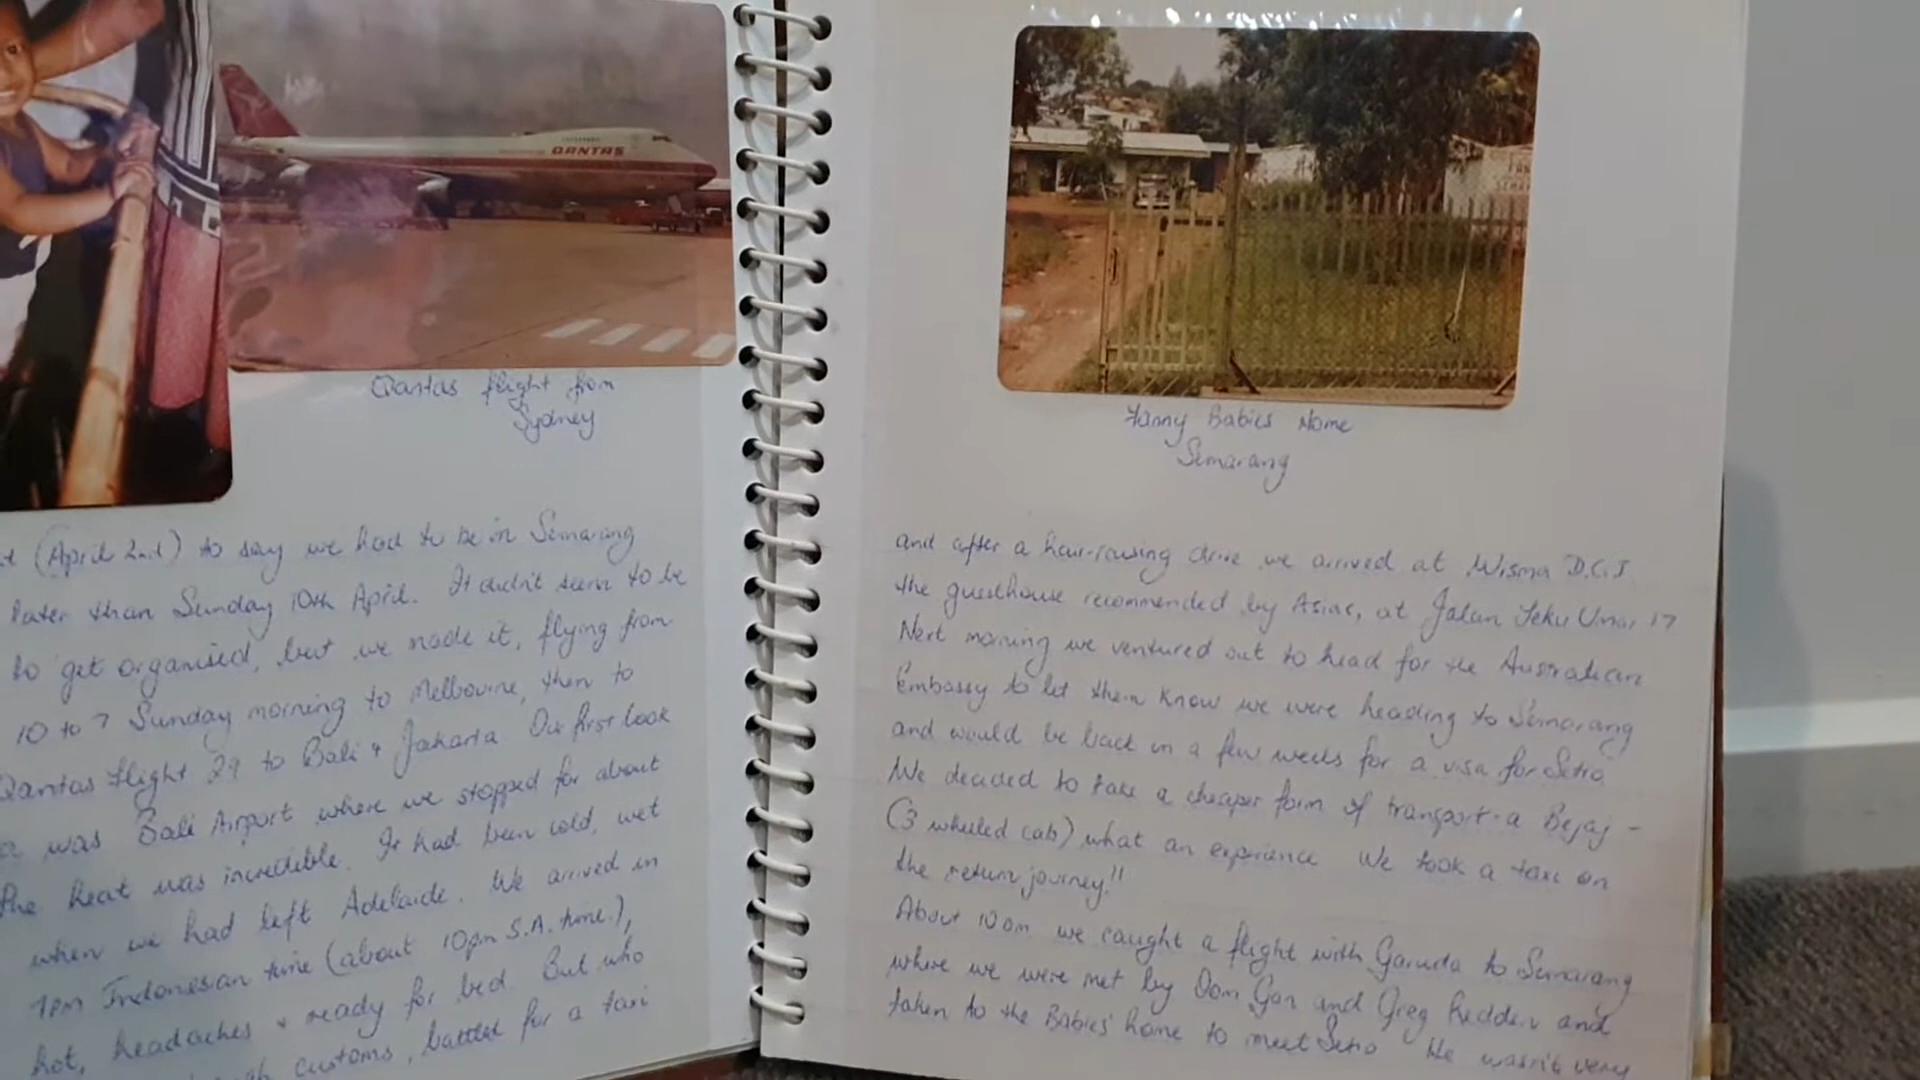 QANTAS
Qantas flight from
Sydney
(April 2nd) to say we had to be in Semarang
later than Sunday 10th April. It didn't seem to be
to get organised, but we made it, flying from
10 to 7 Sunday morning to Melbourne, then to
Qantas flight 29 to Bali & Jakarta. Our first look
was Bali Airport where we stopped for about
The heat was incredible. It had been cold, wet
when we had left Adelaide. We arrived in
7pm Indonesian time (about 10pm S.A. time.),
hot, headaches & ready for bed. But who
customs, battled for a taxi
Fanny Babies Home
Semarang
and after a hair-raising drive we arrived at Wisma D.G.I.
the guesthouse recommended by Asiac, at Jalan Teku Umar 17
Next morning we ventured out to head for the Australian
Embassy to let them know we were heading to Semarang
and would be back in a few weeks for a visa for Setio
We decided to take a cheaper form of transport - a Bejaj -
(3 wheeled cab) what an experience We took a taxi on
the return journey!!
About 10am we caught a flight with Garuda to Semarang
where we were met by Oom Gan and Greg Hedden and
taken to the Babies' home to meet Setio He wasn't very